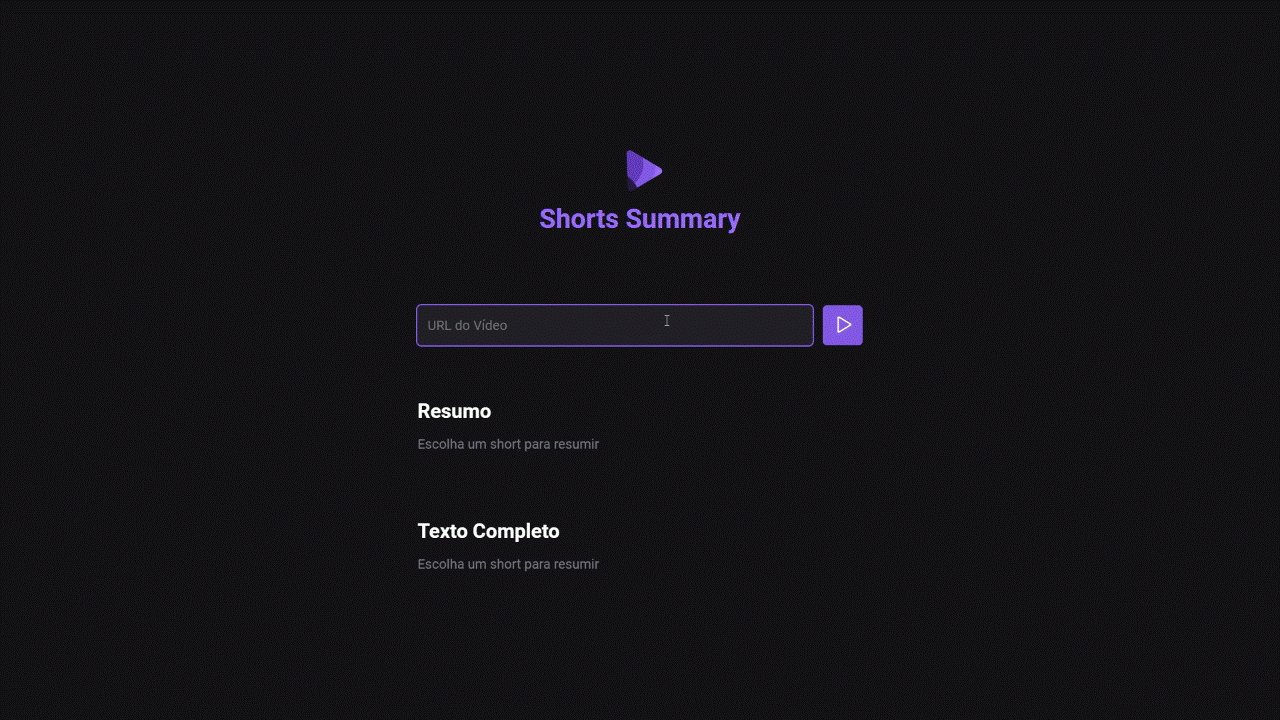 Shorts Summary
URL do Vídeo
Resumo
Escolha um short para resumir
Texto Completo
Escolha um short para resumir